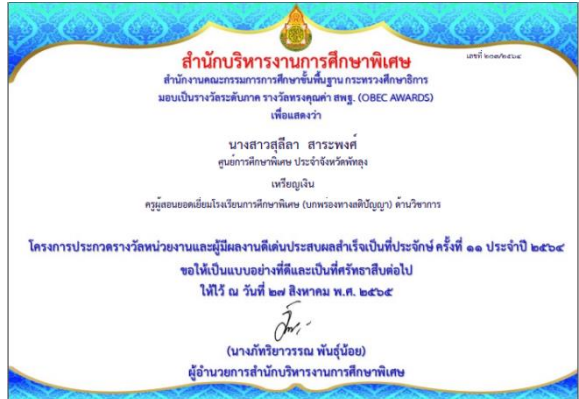 สำนักบริหารงานการศึกษาพิเศษ
เลขที่ ๒๐๗/๒๕๖๔
สำนักงานคณะกรรมการการศึกษาขั้นพื้นฐาน กระทรวงศึกษาธิการ
มอบเป็นรางวัลระดับภาค รางวัลทรงคุณค่า สพฐ. (OBEC AWARDS)
เพื่อแสดงว่า
นางสาวสุลีลา สาระพงศ์
ศูนย์การศึกษาพิเศษ ประจำจังหวัดพัทลุง
เหรียญเงิน
ครูผู้สอนยอดเยี่ยมโรงเรียนการศึกษาพิเศษ (บกพร่องทางสติปัญญา) ด้านวิชาการ
โครงการประกวดรางวัลหน่วยงานและผู้มีผลงานดีเด่นประสบผลสำเร็จเป็นที่ประจักษ์ ครั้งที่ ๑๑ ประจำปี ๒๕๖๔
ขอให้เป็นแบบอย่างที่ดีและเป็นที่ศรัทธาสืบต่อไป
ให้ไว้ ณ วันที่ ๒๗ สิงหาคม พ.ศ. ๒๕๖๕
(นางภัทริยาวรรณ พันธุ์น้อย)
ผู้อำนวยการสำนักบริหารงานการศึกษาพิเศษ